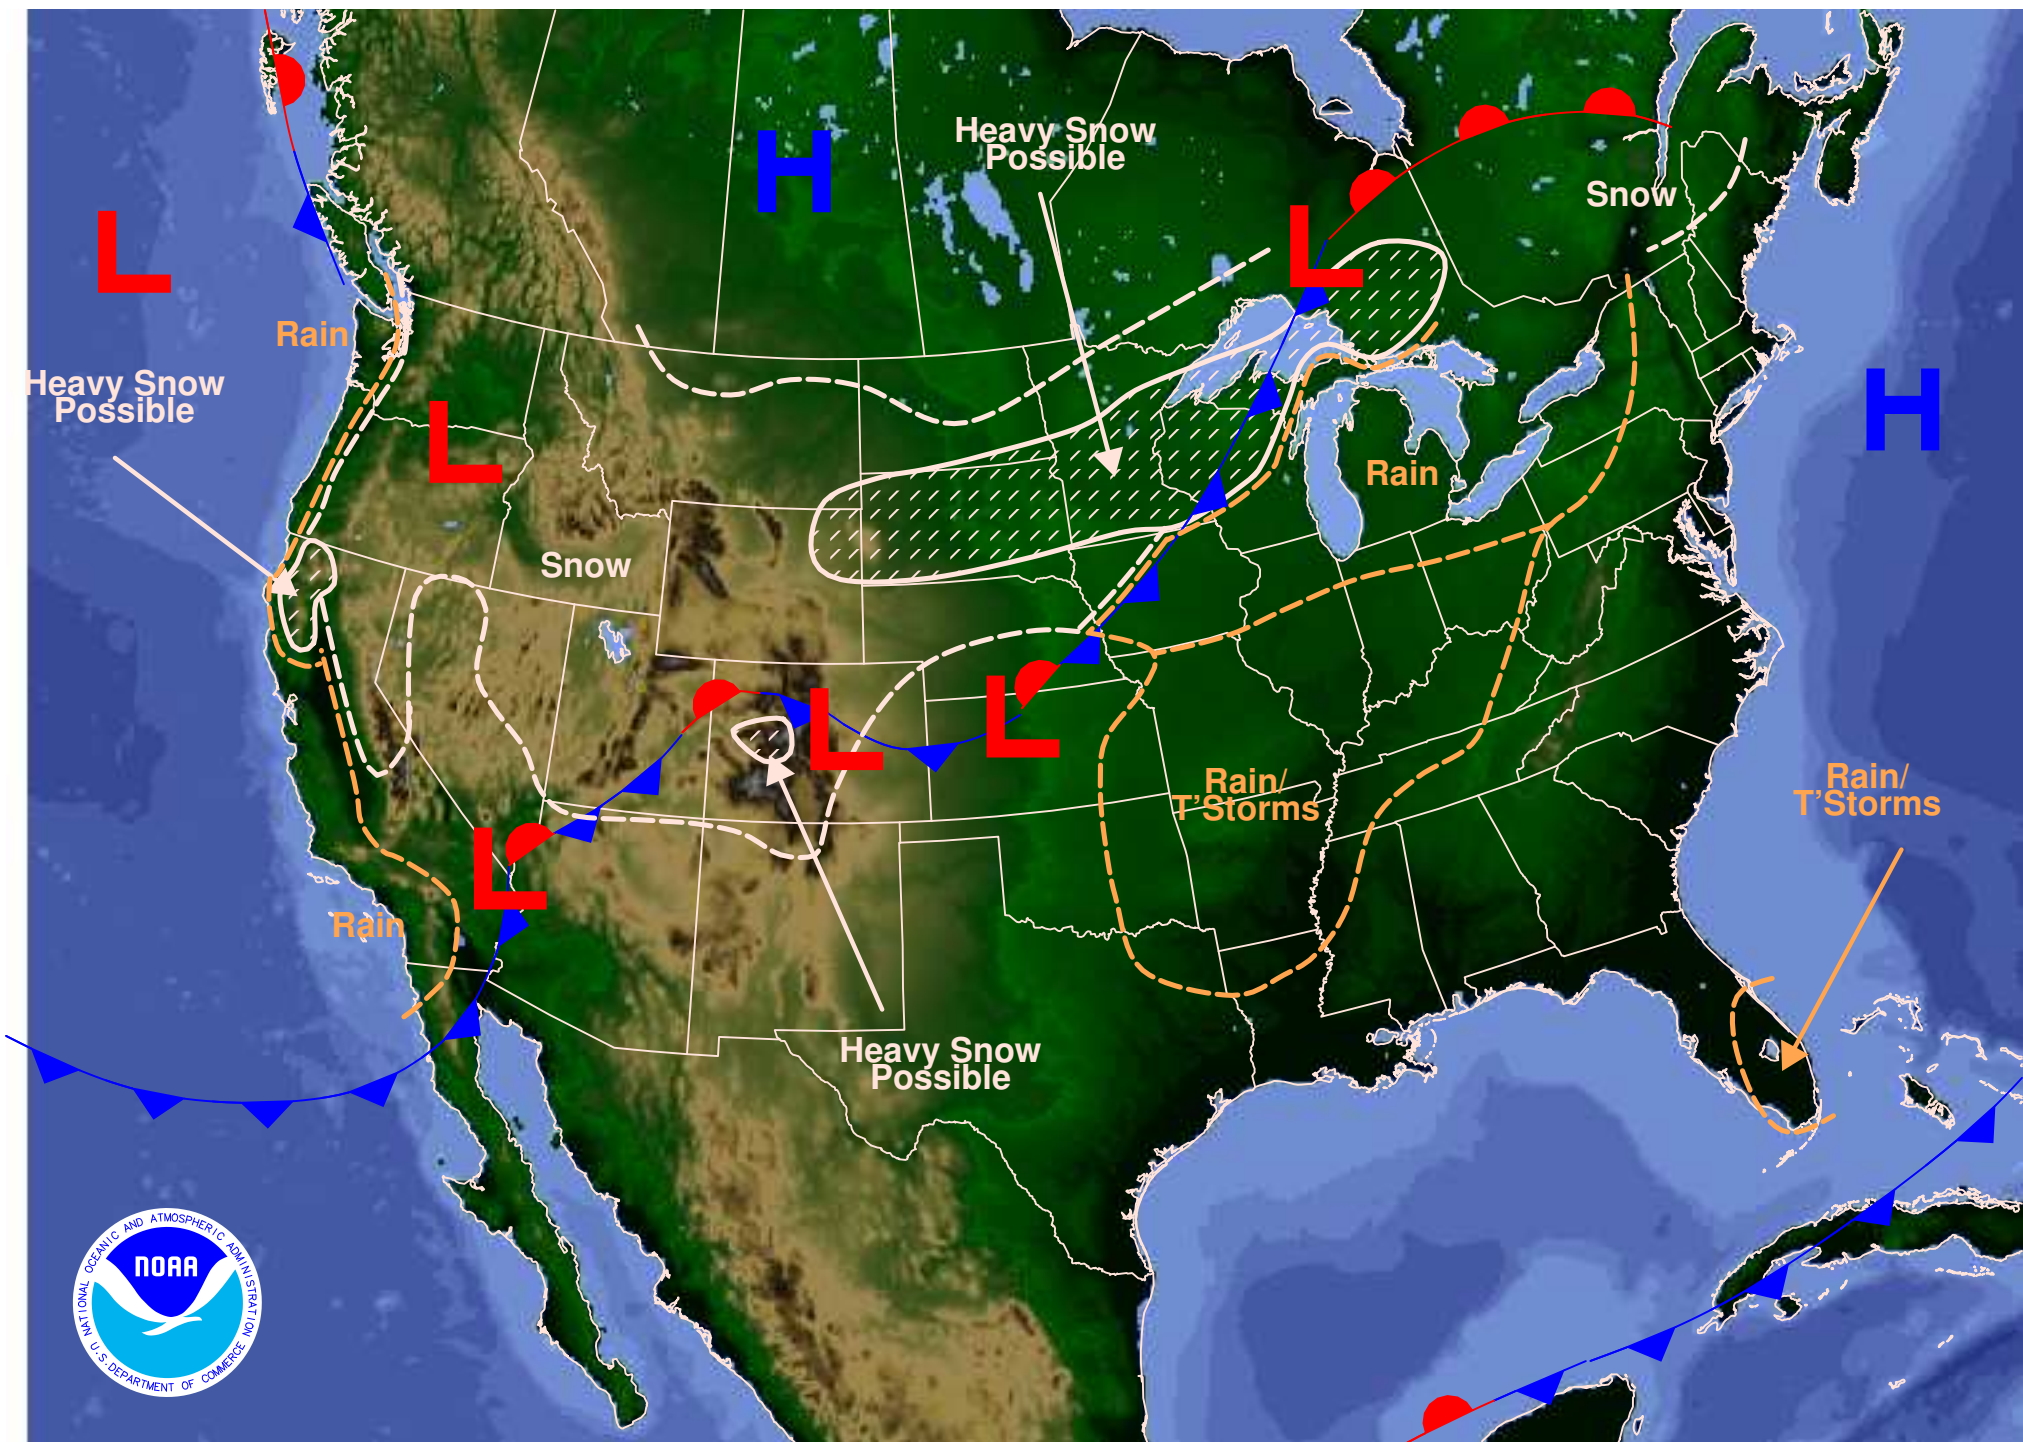 Heavy Snow
Possible
H
Snow
L
L
Rain
Heavy Snow
Possible
H
L
Rain
Snow
L
L
Rain/
T'Storms
Rain/
T'Storms
L
Rain
Heavy Snow
Possible
NOAA
NATIONAL OCEANIC AND ATMOSPHERIC ADMINISTRATION
U.S. DEPARTMENT OF COMMERCE